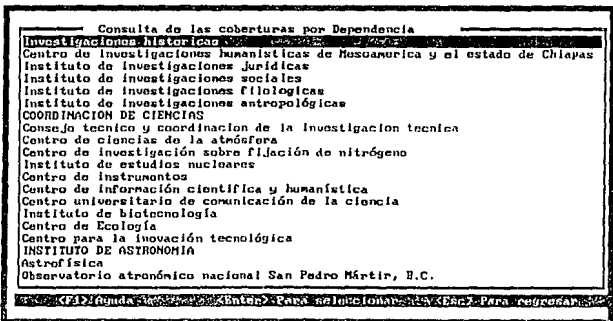 Consulta de las coberturas por Dependencia
Investigaciones historicas
Centro de Investigaciones humanisticas de Mesoamerica y el estado de Chiapas
Instituto de investigaciones jurídicas
Instituto de investigaciones sociales
Instituto de investigaciones filologicas
Instituto de investigaciones antropológicas
COORDINACION DE CIENCIAS
Consejo tecnico y coordinacion de la investigacion tecnica
Centro de ciencias de la atmósfera
Centro de investigación sobre fijación de nitrógeno
Instituto de estudios nucleares
Centro de instrumentos
Centro de información científica y humanística
Centro universitario de comunicación de la ciencia
Instituto de biotecnología
Centro de Ecología
Centro para la inovación tecnológica
INSTITUTO DE ASTRONOMIA
Astrofísica
Observatorio atronómico nacional San Pedro Mártir, B.C.
<F1> Ayuda <Enter> Para seleccionar <Esc> Para regresar